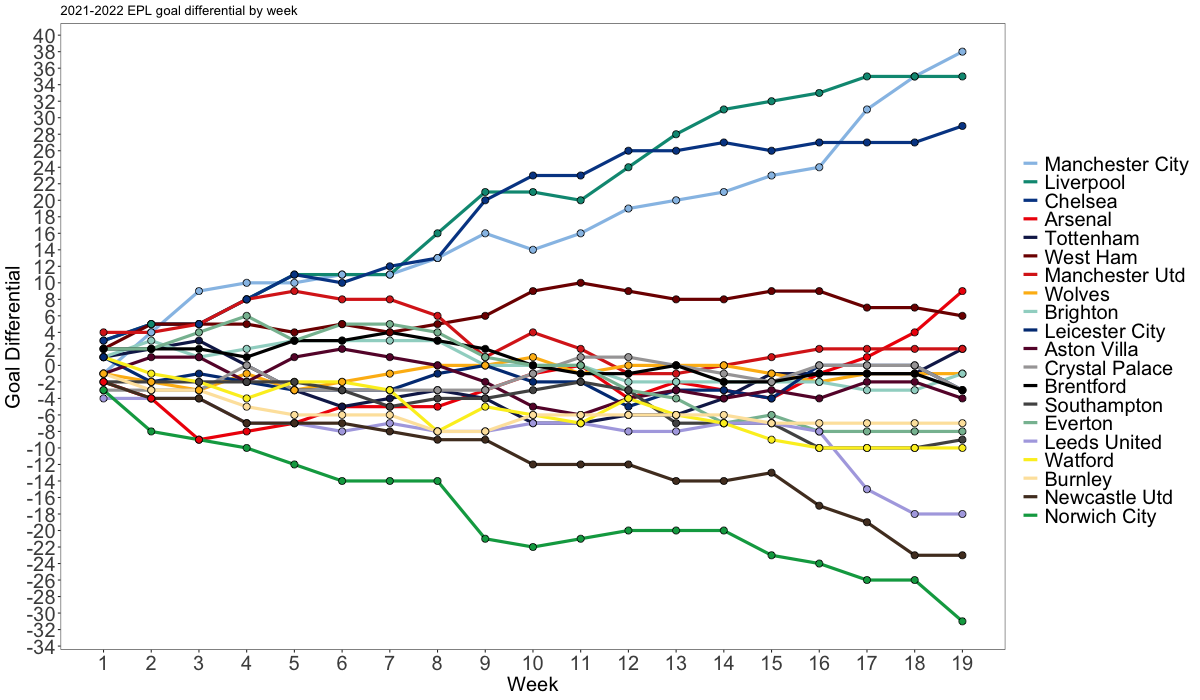 2021-2022 EPL goal differential by week
Goal Differential
40
38
36
34
32
30
28
26
24
22
20
18
16
14
12
10
8
6
4
2
0
-2
-4
-6
-8
-10
-12
-14
-16
-18
-20
-22
-24
-26
-28
-30
-32
-34
1 2 3 4 5 6 7 8 9 10 11 12 13 14 15 16 17 18 19
Week
Manchester City
Liverpool
Chelsea
Arsenal
Tottenham
West Ham
Manchester Utd
Wolves
Brighton
Leicester City
Aston Villa
Crystal Palace
Brentford
Southampton
Everton
Leeds United
Watford
Burnley
Newcastle Utd
Norwich City